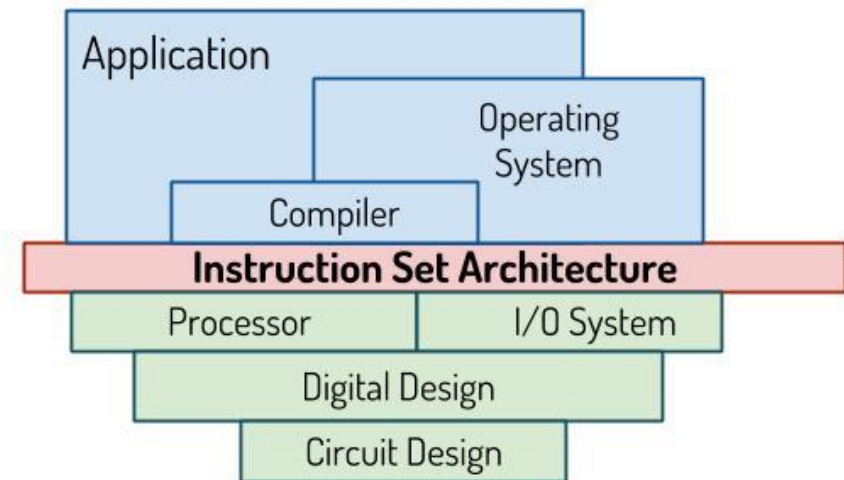 Application
Operating
System
Compiler
Instruction Set Architecture
Processor
I/O System
Digital Design
Circuit Design